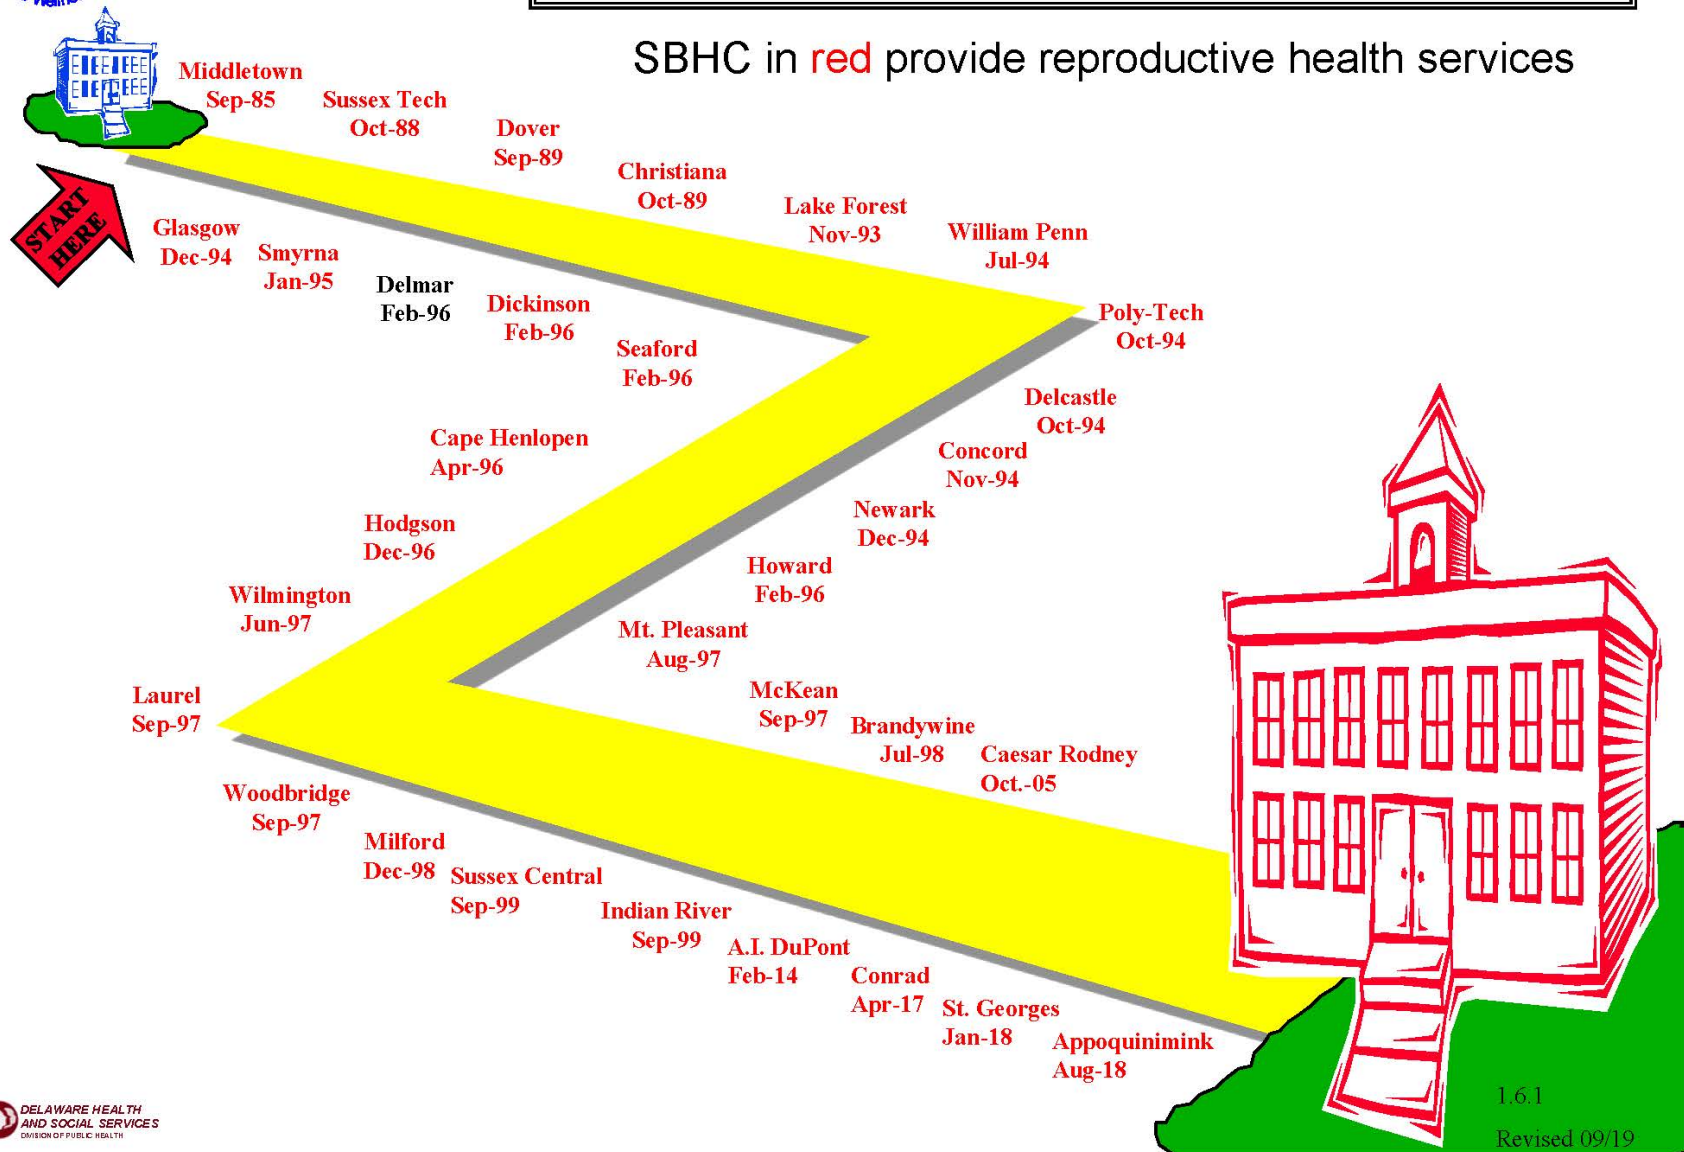 SBHC in red provide reproductive health services
Middletown
Sep-85
Sussex Tech
Oct-88
Dover
Sep-89
Christiana
Oct-89
Lake Forest
Nov-93
William Penn
Jul-94
START
HERE
Glasgow
Dec-94
Smyrna
Jan-95
Delmar
Feb-96
Dickinson
Feb-96
Seaford
Feb-96
Poly-Tech
Oct-94
Delcastle
Oct-94
Concord
Nov-94
Newark
Dec-94
Howard
Feb-96
Cape Henlopen
Apr-96
Hodgson
Dec-96
Wilmington
Jun-97
Mt. Pleasant
Aug-97
Laurel
Sep-97
McKean
Sep-97
Brandywine
Jul-98
Caesar Rodney
Oct.-05
Woodbridge
Sep-97
Milford
Dec-98
Sussex Central
Sep-99
Indian River
Sep-99
A.I. DuPont
Feb-14
Conrad
Apr-17
St. Georges
Jan-18
Appoquinimink
Aug-18
DELAWARE HEALTH
AND SOCIAL SERVICES
DIVISION OF PUBLIC HEALTH
1.6.1
Revised 09/19